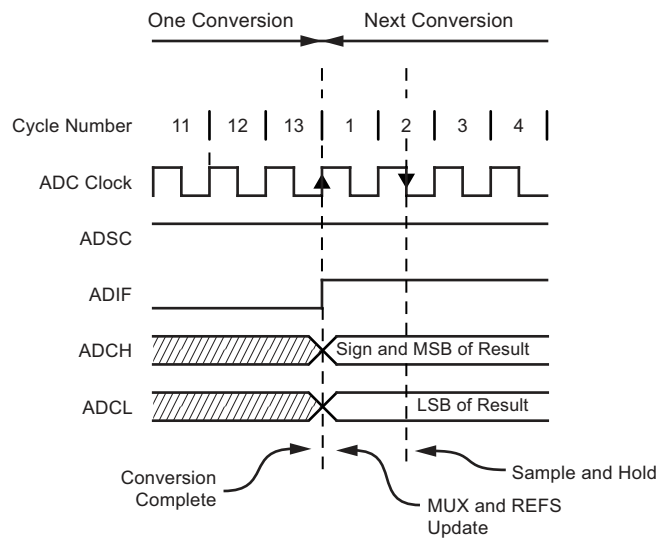 One Conversion
Next Conversion
Cycle Number
11 12 13 1 2 3 4
ADC Clock
ADSC
ADIF
ADCH
Sign and MSB of Result
ADCL
LSB of Result
Conversion
Complete
MUX and REFS
Update
Sample and Hold